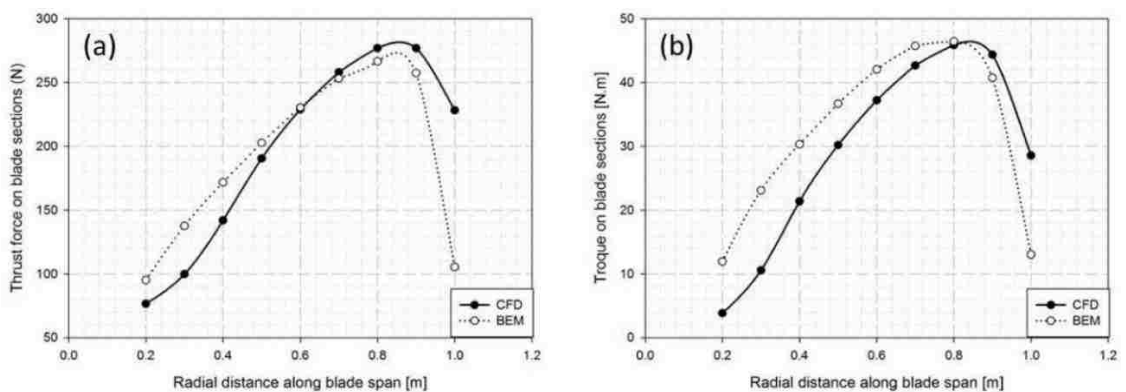 (a)
Thrust force on blade sections (N)
300
250
200
150
100
50
0.0 0.2 0.4 0.6 0.8 1.0 1.2
Radial distance along blade span [m]
CFD
BEM
(b)
Troque on blade sections [N.m]
50
40
30
20
10
0
0.0 0.2 0.4 0.6 0.8 1.0 1.2
Radial distance along blade span [m]
CFD
BEM